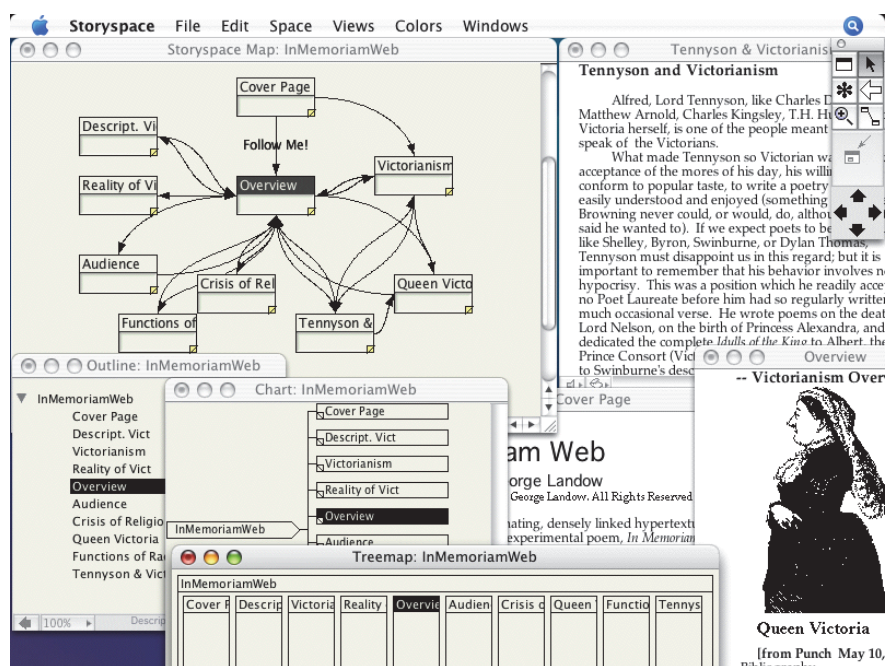 Storyspace File Edit Space Views Colors Windows
Storyspace Map: InMemoriamWeb
Cover Page
Descript. Vi
Follow Me!
Victorianism
Reality of Vi
Overview
Audience
Crisis of Rel
Queen Victo
Functions of
Tennyson &
Tennyson & Victorianis
Tennyson and Victorianism
Alfred, Lord Tennyson, like Charles D
Matthew Arnold, Charles Kingsley, T.H. Hu
Victoria herself, is one of the people meant
speak of the Victorians.
What made Tennyson so Victorian wa
acceptance of the mores of his day, his willi
conform to popular taste, to write a poetry
easily understood and enjoyed (something
Browning never could, or would, do, althou
said he wanted to). If we expect poets to be
like Shelley, Byron, Swinburne, or Dylan Thomas,
Tennyson must disappoint us in this regard; but it is
important to remember that his behavior involves no
hypocrisy. This was a position which he readily acce
no Poet Laureate before him had so regularly written
much occasional verse. He wrote poems on the deat
Lord Nelson, on the birth of Princess Alexandra, and
dedicated the complete Idylls of the King to Albert, the
Prince Consort (Vict
to Swinburne's desc
Outline: InMemoriamWeb
InMemoriamWeb
Cover Page
Descript. Vict
Victorianism
Reality of Vict
Overview
Audience
Crisis of Religio
Queen Victoria
Functions of Ra
Tennyson & Vict
100% Descrip
Chart: InMemoriamWeb
Cover Page
Descript. Vict
Victorianism
Reality of Vict
Overview
InMemoriamWeb
Audience
Cover Page
am Web
orge Landow
George Landow. All Rights Reserved
nating, densely linked hypertext
experimental poem, In Memoriam
Treemap: InMemoriamWeb
InMemoriamWeb
Cover P Descrip Victoria Reality Overvie Audien Crisis o Queen Functio Tennys
Overview
-- Victorianism Over
Queen Victoria
[from Punch May 10,